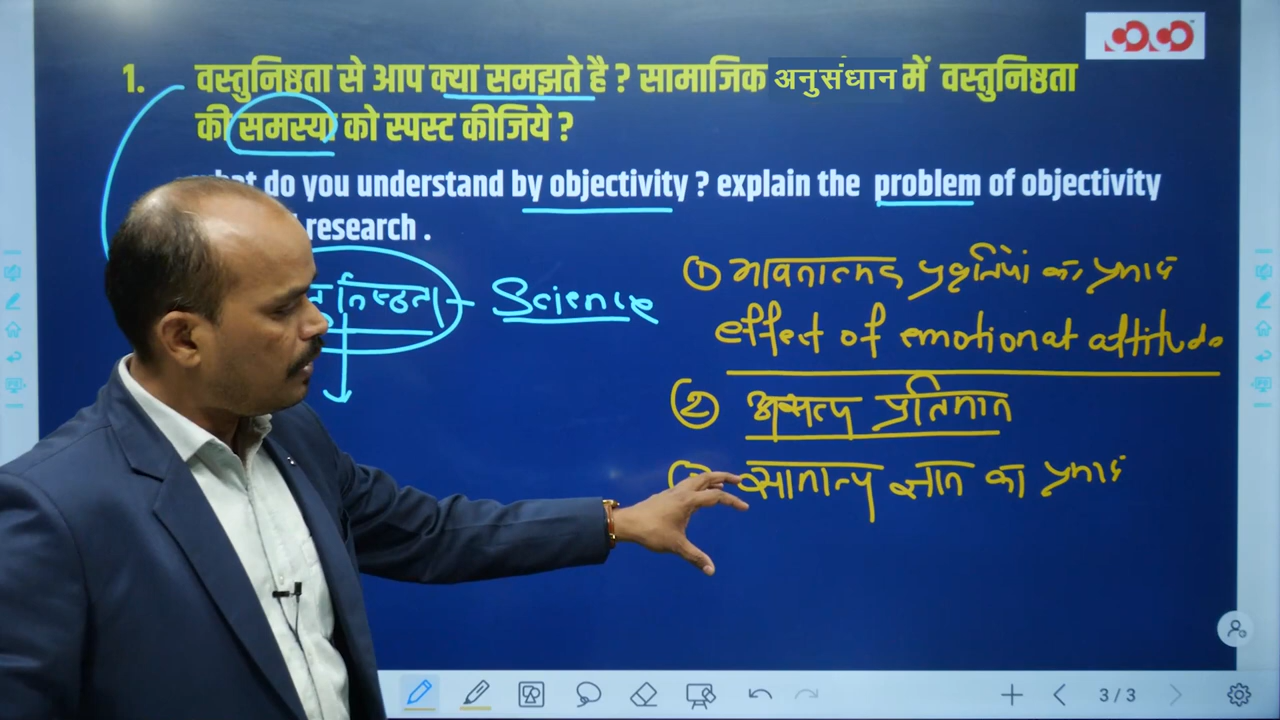 1. वस्तुनिष्ठता से आप क्या समझते है ? सामाजिक अनुसंधान में वस्तुनिष्ठता
की समस्या को स्पस्ट कीजिये ?
do you understand by objectivity ? explain the problem of objectivity
research .
Science
① भावनात्मक प्रवृत्तियों का प्रभाव
effect of emotional attitude
② असत्य प्रतिमान
सामान्य ज्ञान का प्रभाव
3/3